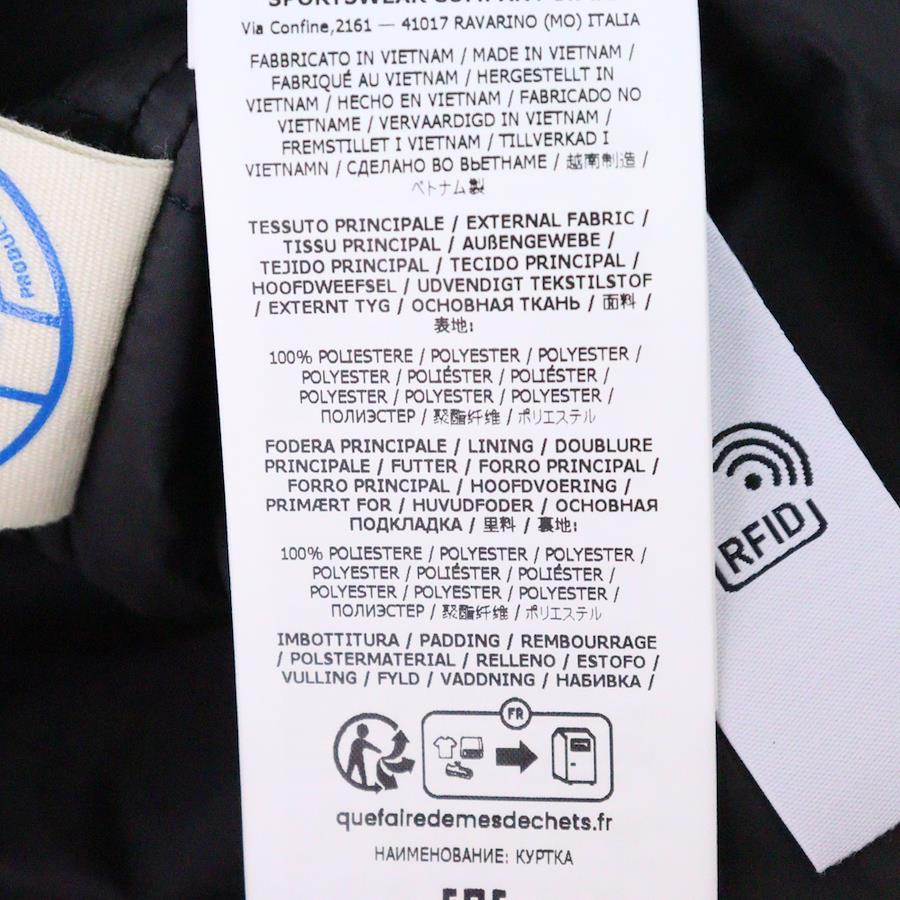 SPORTSWEAR COMPANY
Via Confine,2161 — 41017 RAVARINO (MO) ITALIA
FABBRICATO IN VIETNAM / MADE IN VIETNAM /
FABRIQUÉ AU VIETNAM / HERGESTELLT IN
VIETNAM / HECHO EN VIETNAM / FABRICADO NO
VIETNAME / VERVAARDIGD IN VIETNAM /
FREMSTILLET I VIETNAM / TILLVERKAD I
VIETNAMN / СДЕЛАНО ВО ВЬЕТНАМЕ / 越南制造 /
ベトナム製
TESSUTO PRINCIPALE / EXTERNAL FABRIC /
TISSU PRINCIPAL / AUßENGEWEBE /
TEJIDO PRINCIPAL / TECIDO PRINCIPAL /
HOOFDWEEFSEL / UDVENDIGT TEKSTILSTOF
/ EXTERNT TYG / ОСНОВНАЯ ТКАНЬ / 面料 /
表地:
100% POLIESTERE / POLYESTER / POLYESTER /
POLYESTER / POLIÉSTER / POLIÉSTER /
POLYESTER / POLYESTER / POLYESTER /
ПОЛИЭСТЕР / 聚酯纤维 / ポリエステル
FODERA PRINCIPALE / LINING / DOUBLURE
PRINCIPALE / FUTTER / FORRO PRINCIPAL /
FORRO PRINCIPAL / HOOFDVOERING /
PRIMÆRT FOR / HUVUDFODER / ОСНОВНАЯ
ПОДКЛАДКА / 里料 / 裏地:
100% POLIESTERE / POLYESTER / POLYESTER /
POLYESTER / POLIÉSTER / POLIÉSTER /
POLYESTER / POLYESTER / POLYESTER /
ПОЛИЭСТЕР / 聚酯纤维 / ポリエステル
IMBOTTITURA / PADDING / REMBOURRAGE
/ POLSTERMATERIAL / RELLENO / ESTOFO /
VULLING / FYLD / VADDNING / НАБИВКА /
FR
quefairedemesdechets.fr
НАИМЕНОВАНИЕ: КУРТКА
RFID